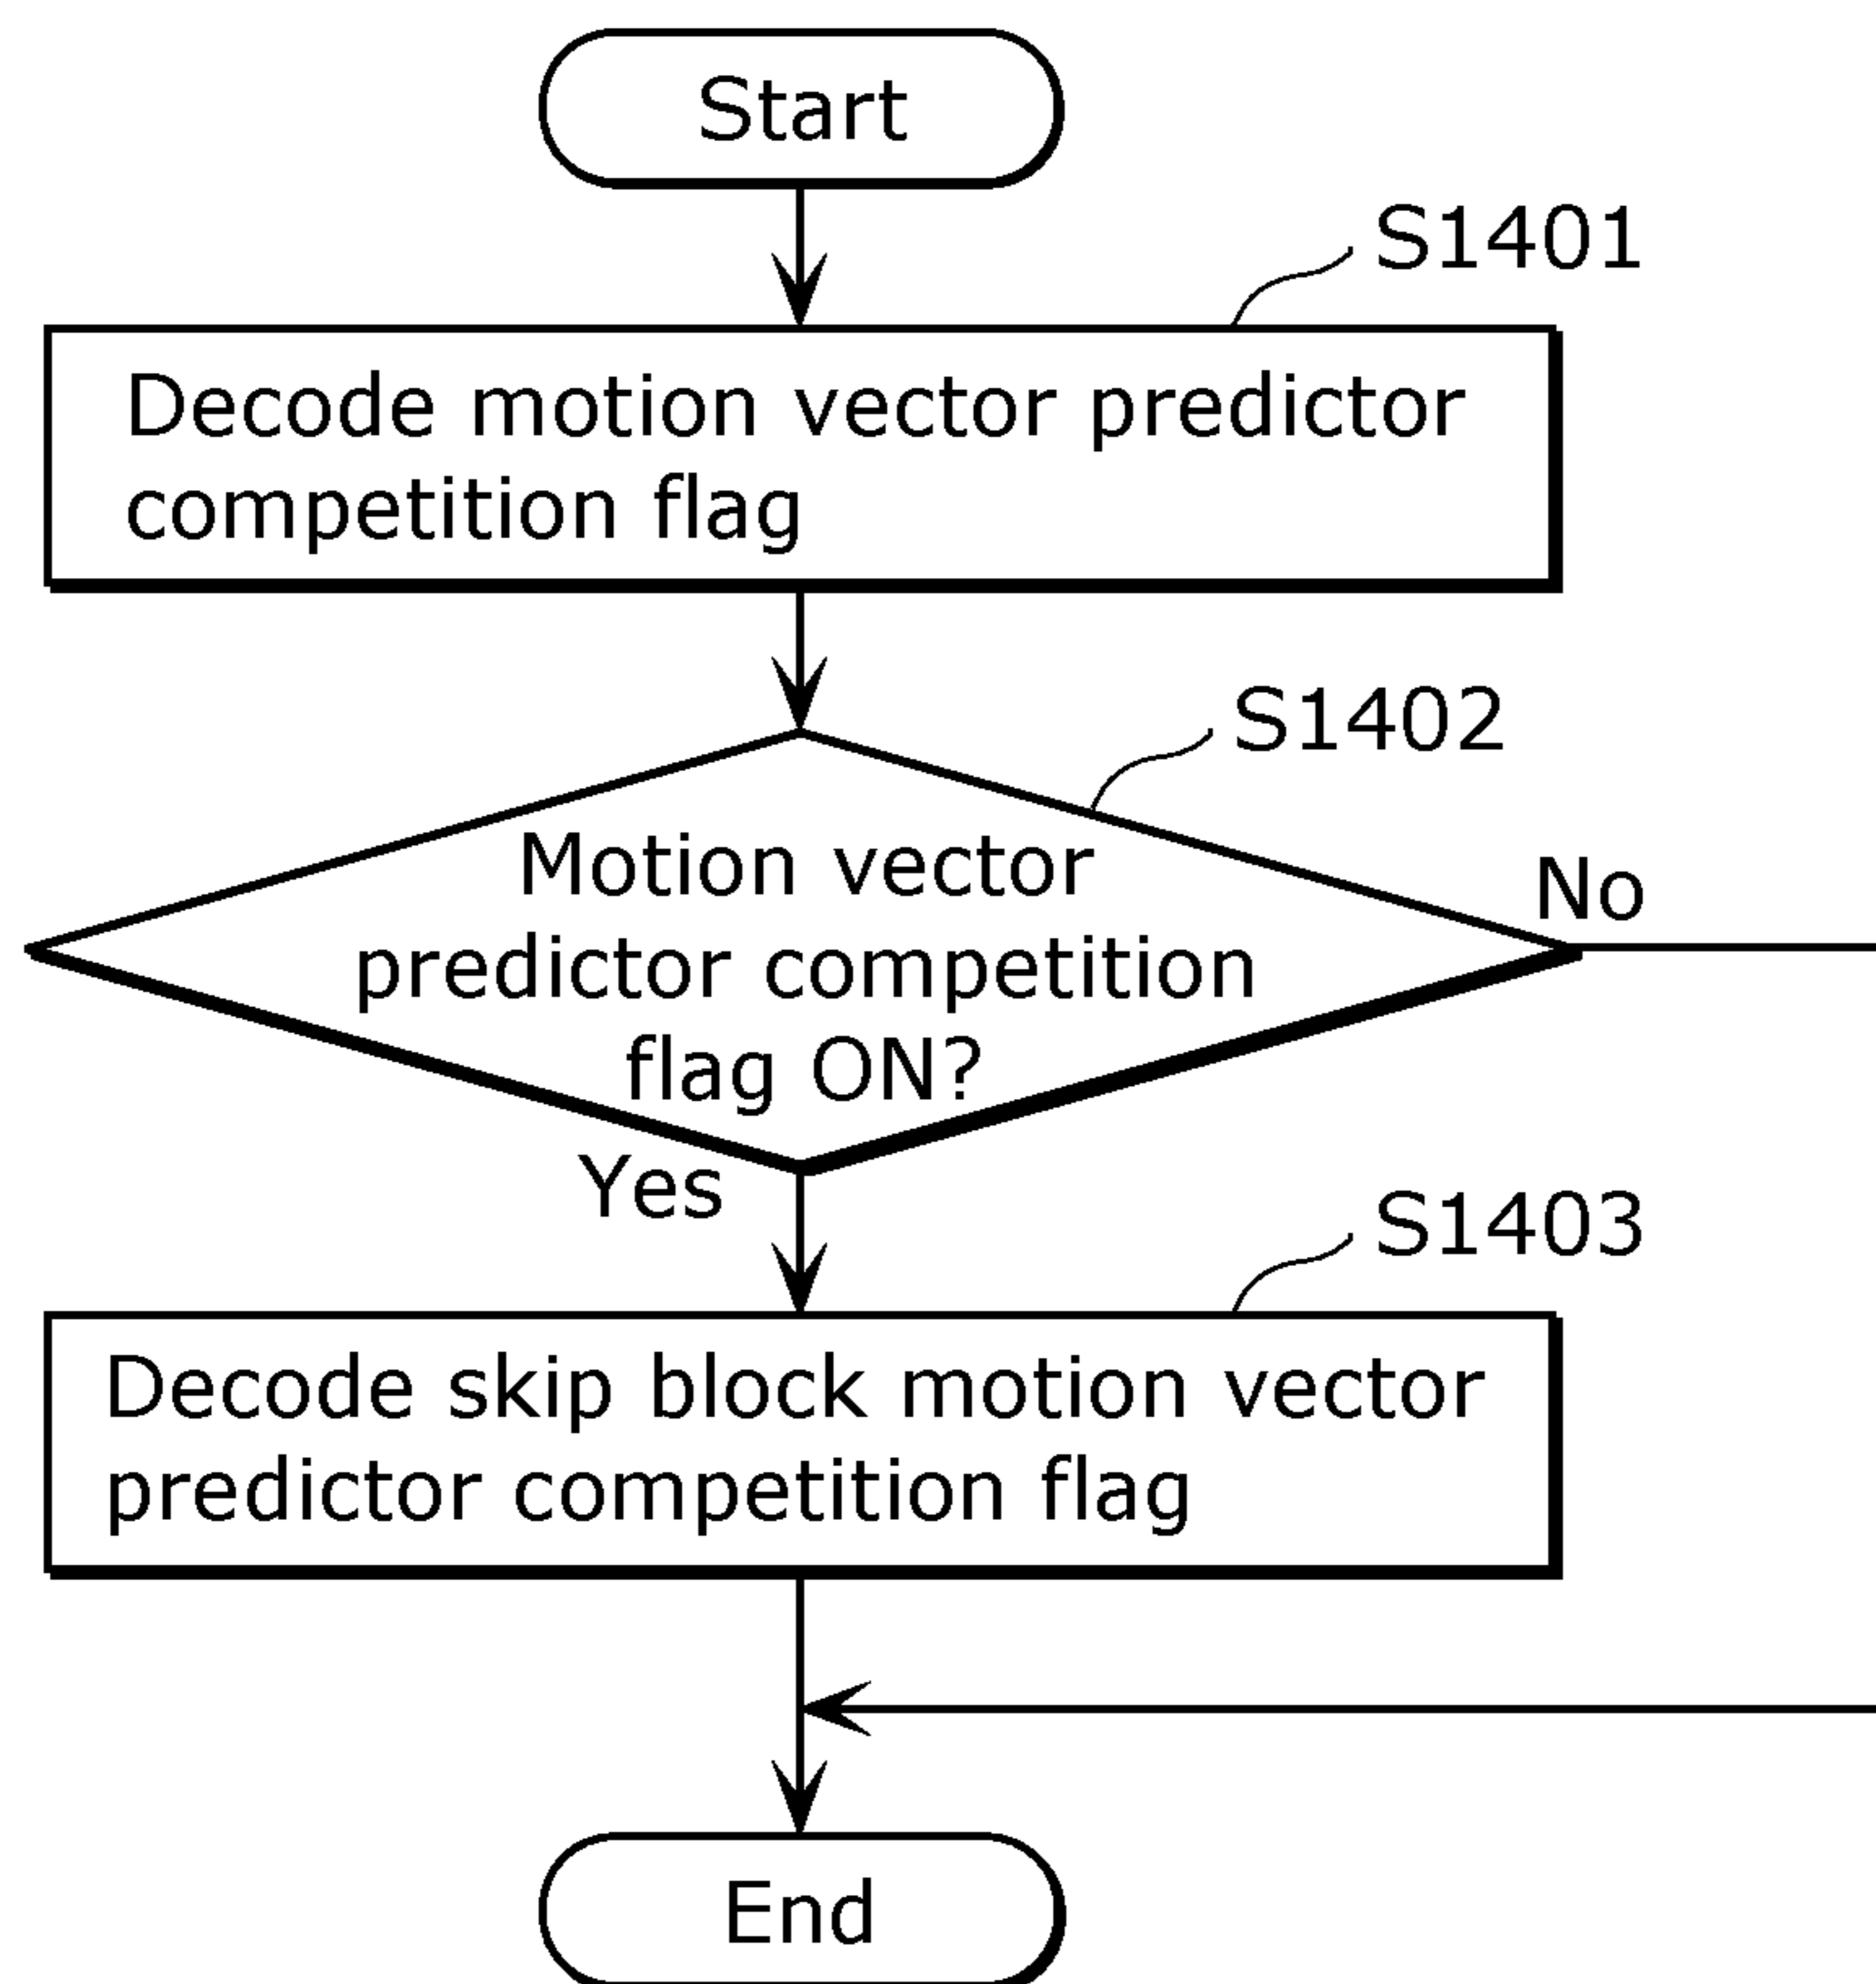 Start
S1401
Decode motion vector predictor
competition flag
S1402
Motion vector
predictor competition
flag ON?
No
Yes
S1403
Decode skip block motion vector
predictor competition flag
End